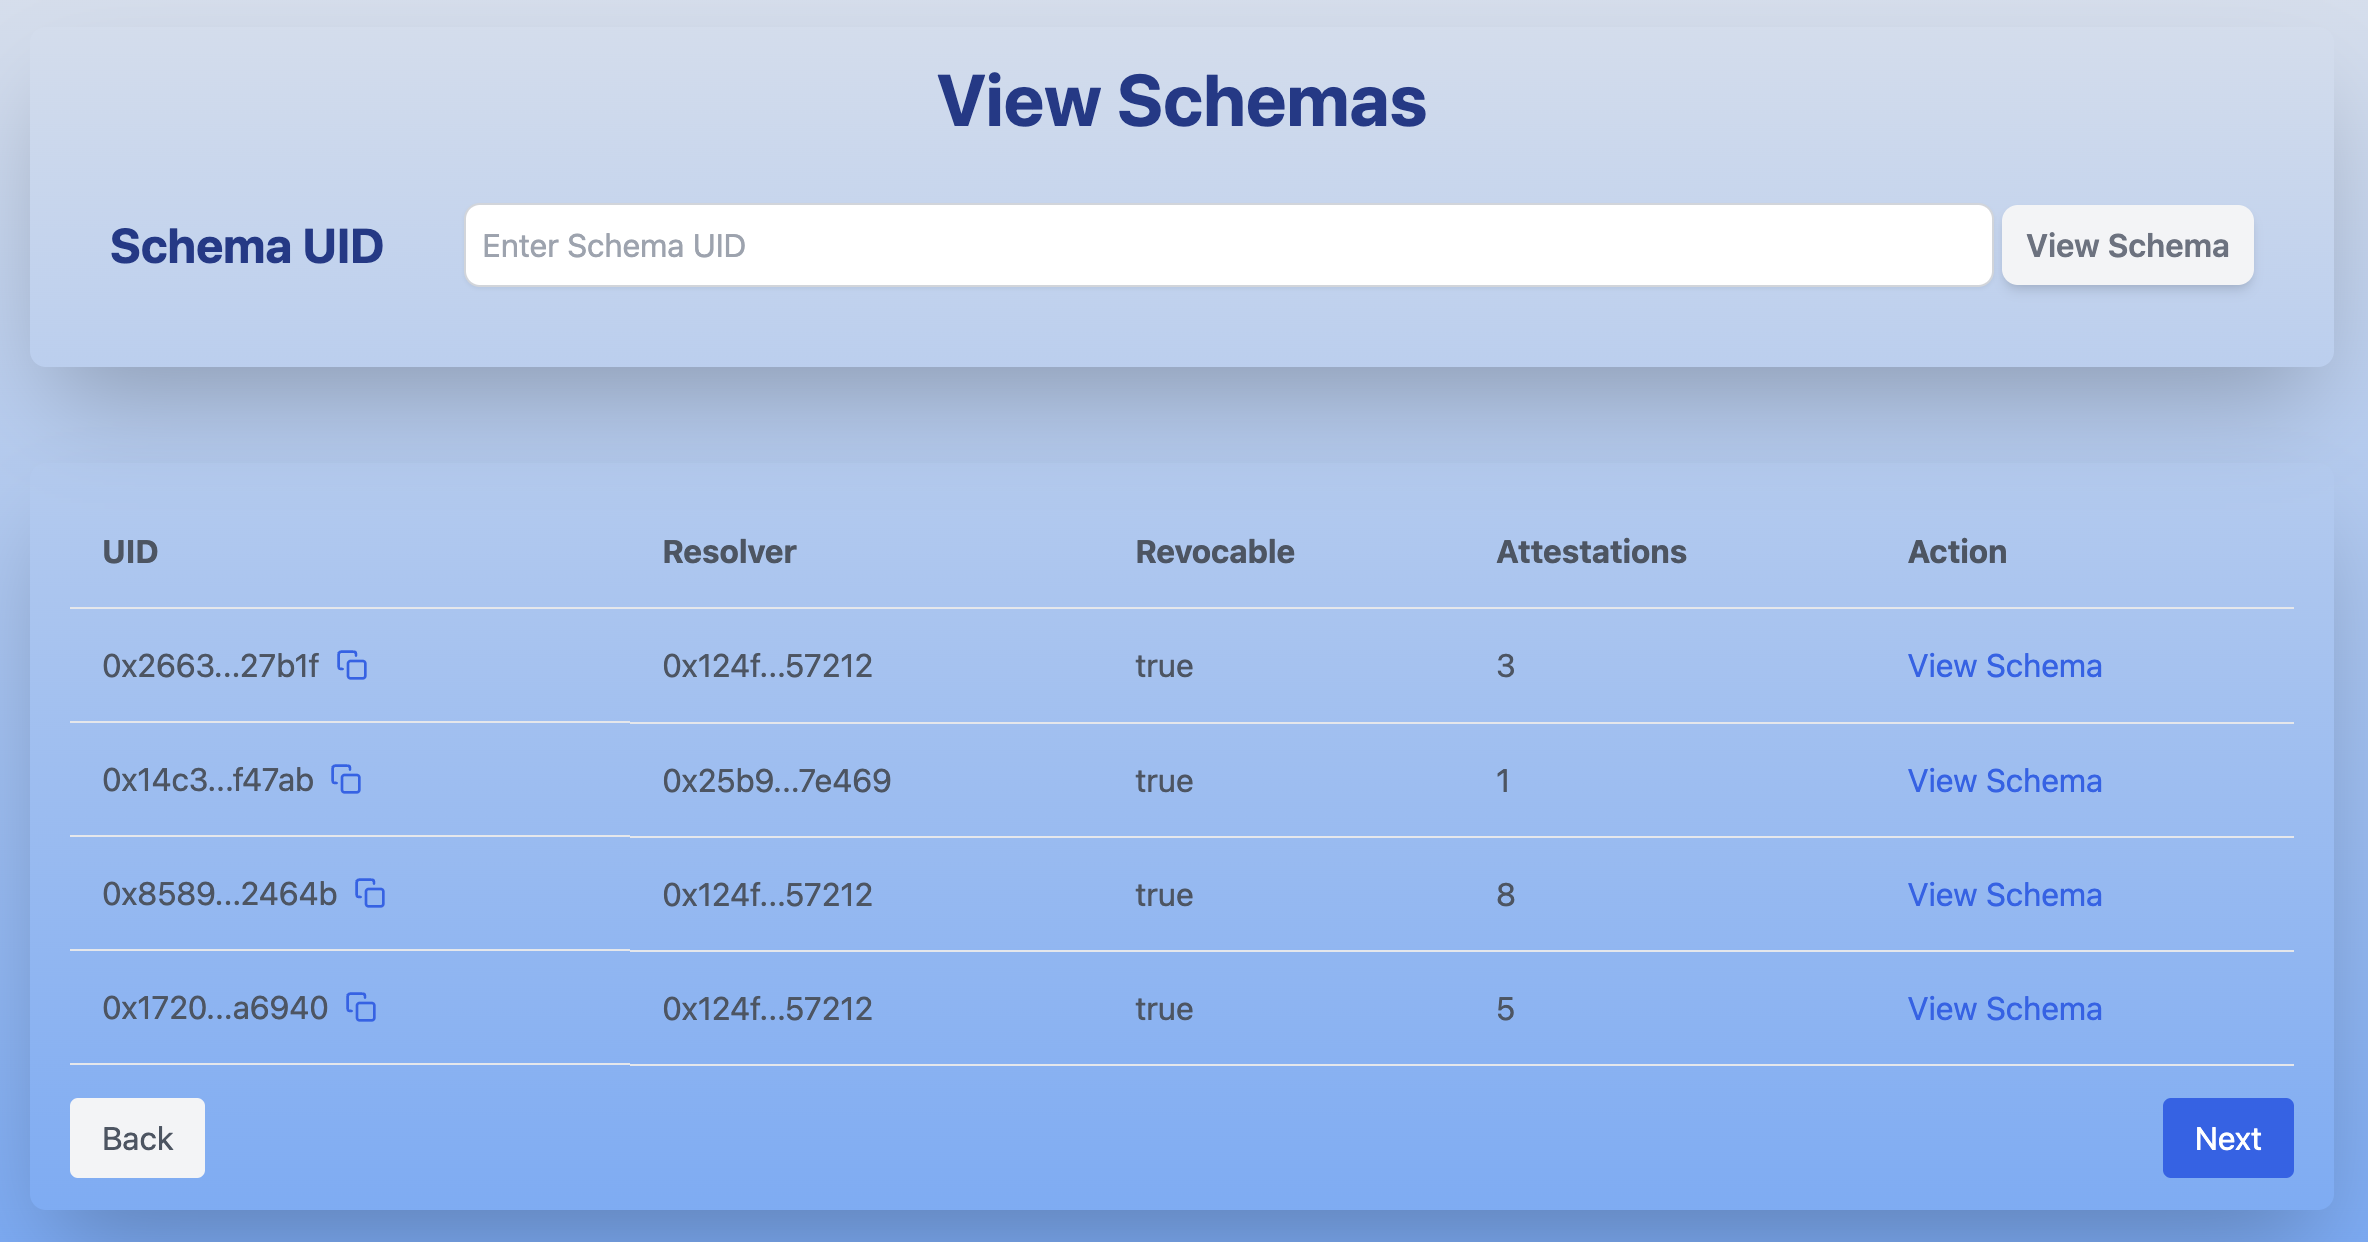 View Schemas
Schema UID Enter Schema UID View Schema
UID Resolver Revocable Attestations Action
0x2663...27b1f 0x124f...57212 true 3 View Schema
0x14c3...f47ab 0x25b9...7e469 true 1 View Schema
0x8589...2464b 0x124f...57212 true 8 View Schema
0x1720...a6940 0x124f...57212 true 5 View Schema
Back Next